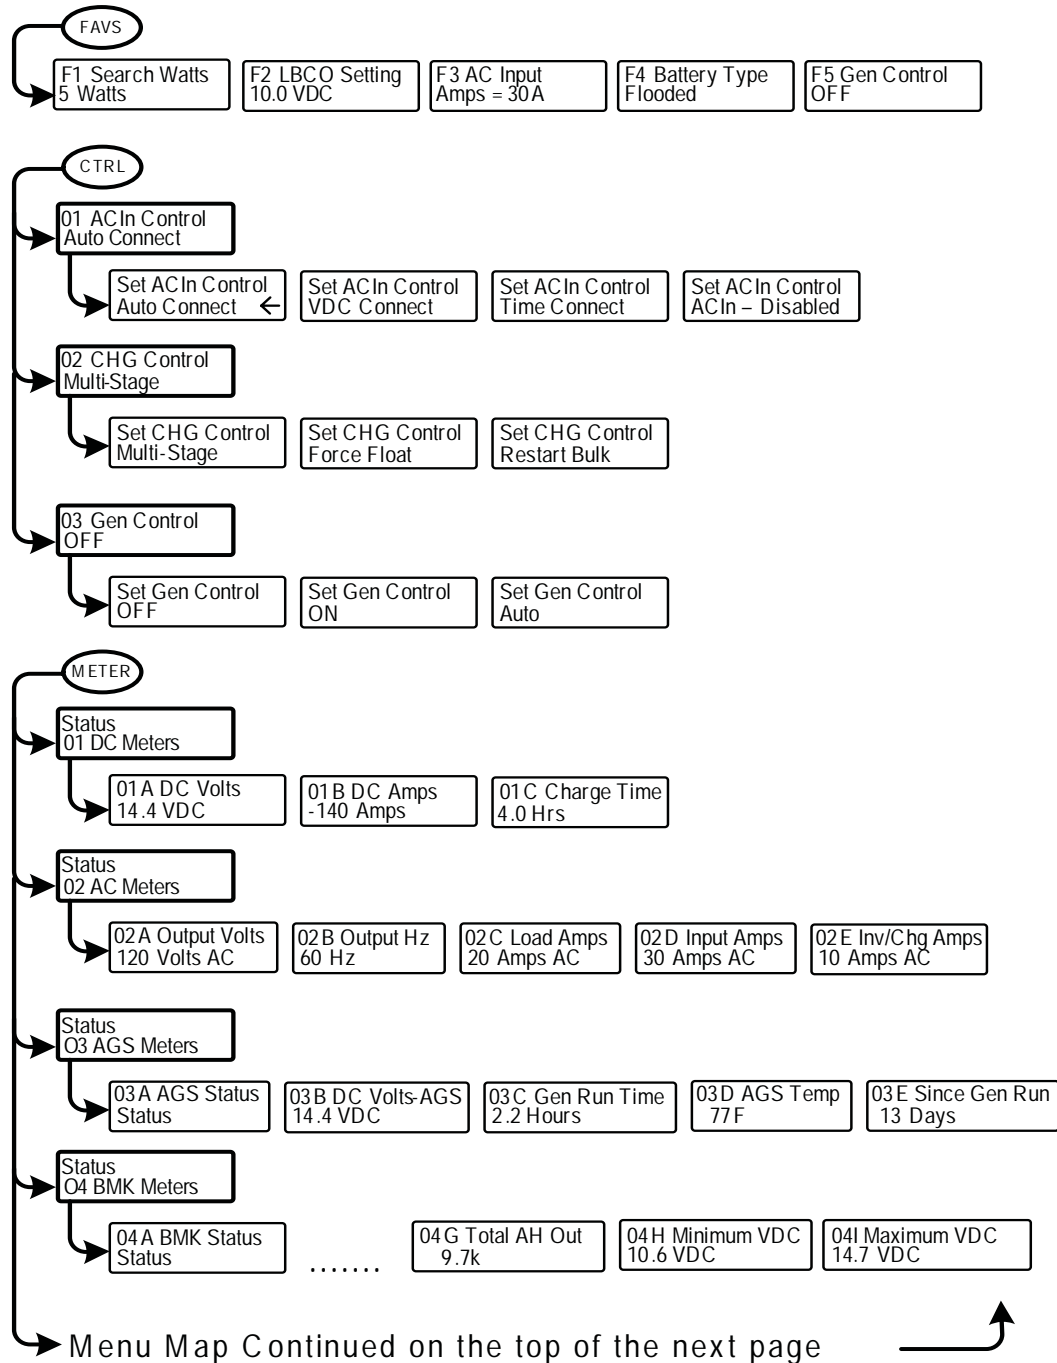 FAVS
F1 Search Watts
5 Watts
F2 LBCO Setting
10.0 VDC
F3 AC Input
Amps = 30A
F4 Battery Type
Flooded
F5 Gen Control
OFF
CTRL
01 ACIn Control
Auto Connect
Set ACIn Control
Auto Connect ←
Set ACIn Control
VDC Connect
Set ACIn Control
Time Connect
Set ACIn Control
ACIn – Disabled
02 CHG Control
Multi-Stage
Set CHG Control
Multi-Stage
Set CHG Control
Force Float
Set CHG Control
Restart Bulk
03 Gen Control
OFF
Set Gen Control
OFF
Set Gen Control
ON
Set Gen Control
Auto
METER
Status
01 DC Meters
01A DC Volts
14.4 VDC
01B DC Amps
-140 Amps
01C Charge Time
4.0 Hrs
Status
02 AC Meters
02A Output Volts
120 Volts AC
02B Output Hz
60 Hz
02C Load Amps
20 Amps AC
02D Input Amps
30 Amps AC
02E Inv/Chg Amps
10 Amps AC
Status
O3 AGS Meters
03A AGS Status
Status
03B DC Volts-AGS
14.4 VDC
03C Gen Run Time
2.2 Hours
03D AGS Temp
77F
03E Since Gen Run
13 Days
Status
O4 BMK Meters
04A BMK Status
Status
.......
04G Total AH Out
9.7k
04H Minimum VDC
10.6 VDC
04I Maximum VDC
14.7 VDC
Menu Map Continued on the top of the next page